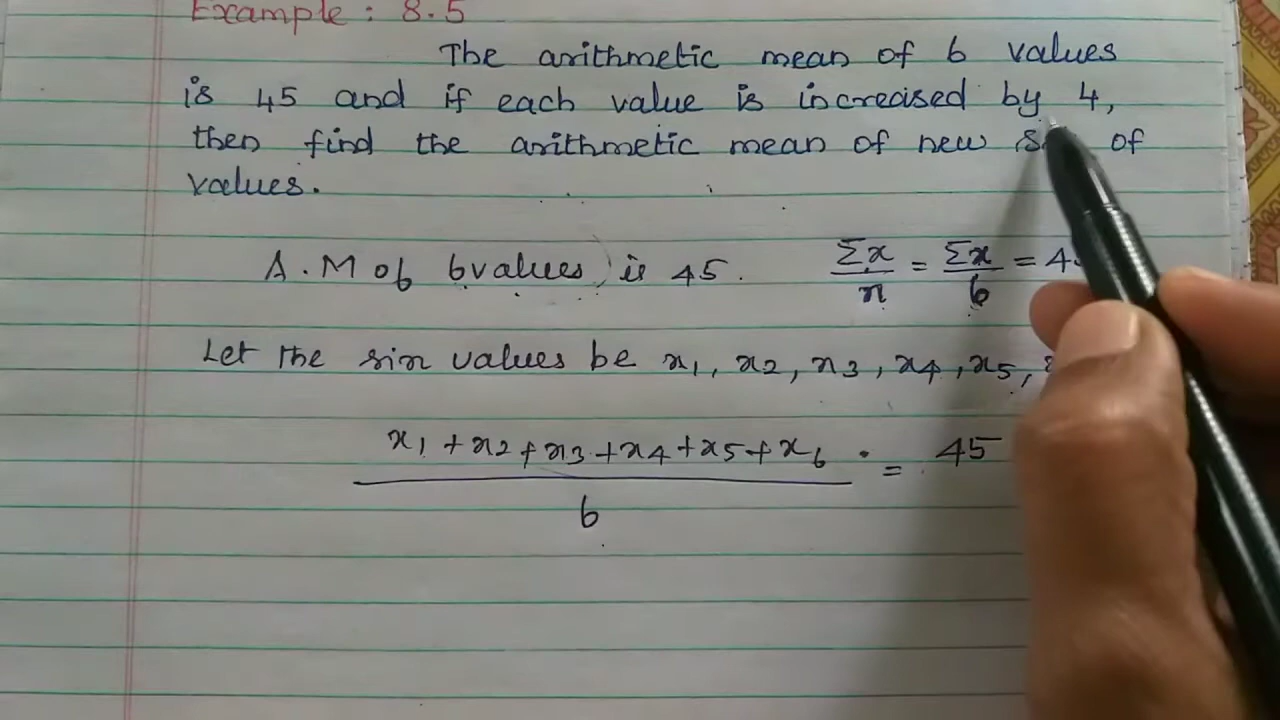 Example: 8.5
The arithmetic mean of 6 values
is 45 and if each value is increased by 4,
then find the arithmetic mean of new of
values.
A.M of 6 values is 45. Σx/n = Σx/6 = 4
Let the six values be x1, x2, x3, x4, x5,
x1 + x2 + x3 + x4 + x5 + x6 = 45
6